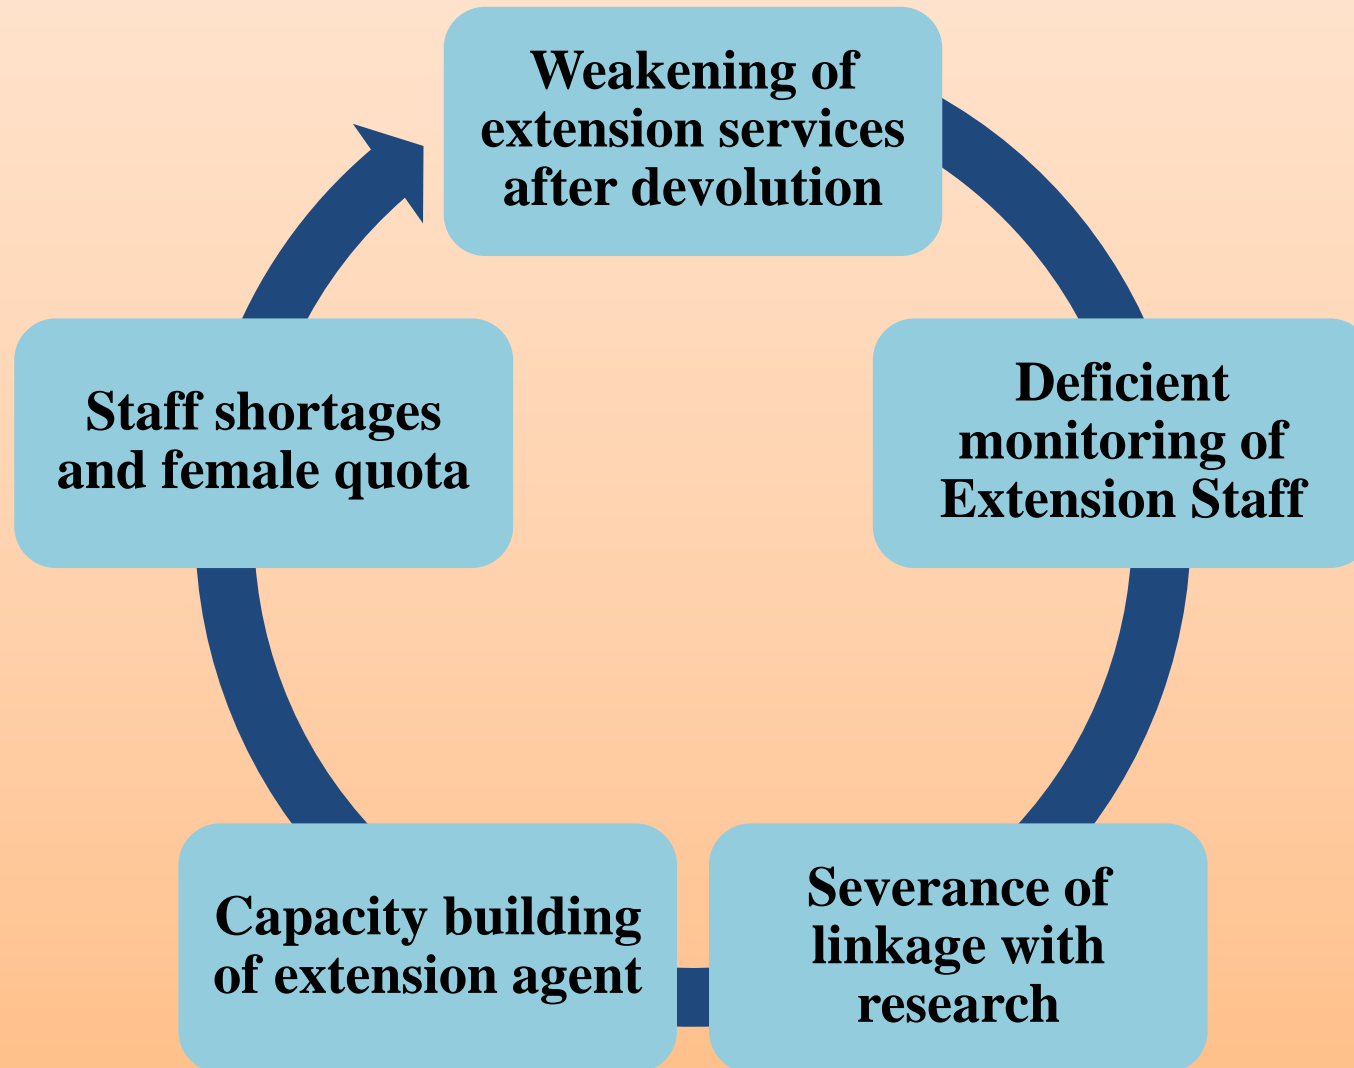 Weakening of
extension services
after devolution
Deficient
monitoring of
Extension Staff
Severance of
linkage with
research
Capacity building
of extension agent
Staff shortages
and female quota